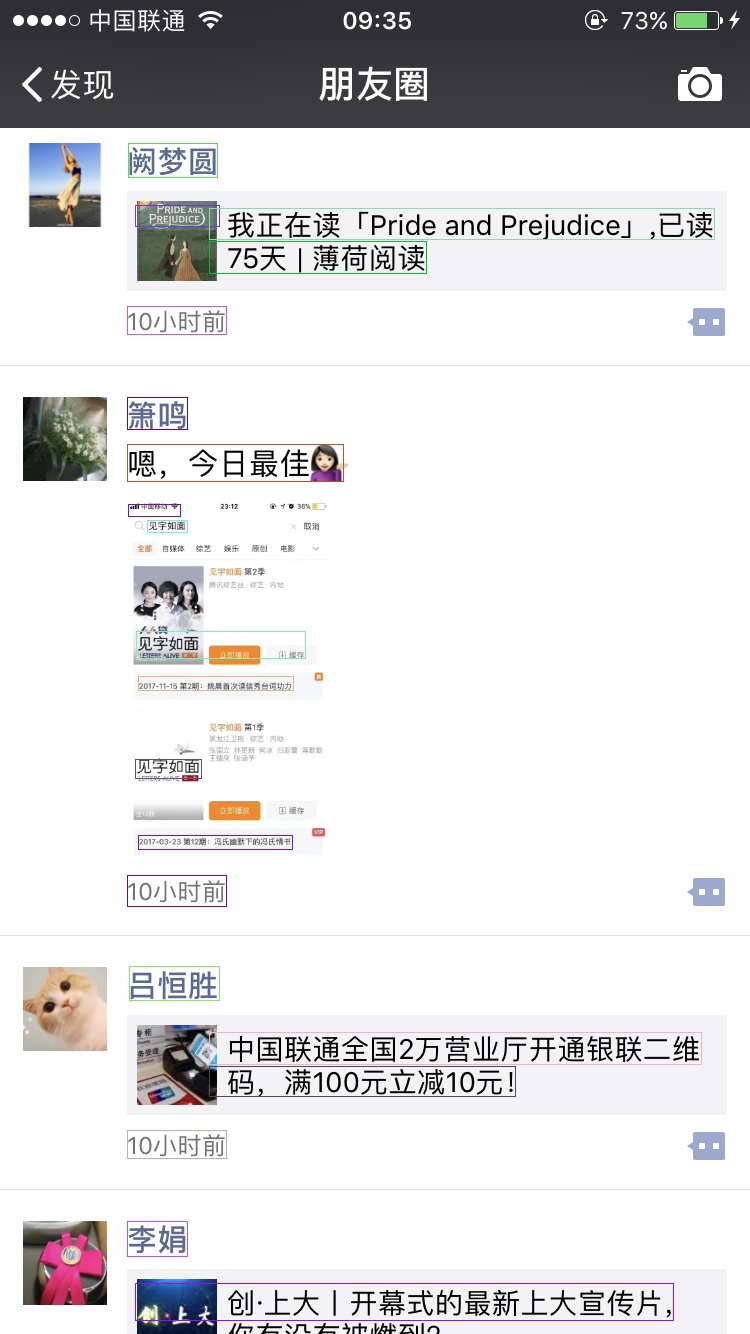 中国联通 09:35 73%
发现 朋友圈
阙梦圆
PRIDE AND
PREJUDICE
我正在读「Pride and Prejudice」,已读
75天 | 薄荷阅读
10小时前
箫鸣
嗯，今日最佳💁🏻
中国移动 23:12 36%
见字如面 取消
全部 自媒体 综艺 娱乐 原创 电影
见字如面 第2季
腾讯综艺台 · 综艺 · 内地
见字如面
LETTERS ALIVE
立即播放 缓存
2017-11-15 第2期：姚晨首次读信秀台词功力
见字如面 第1季
黑龙江卫视 · 综艺 · 内地
张国立 林更新 何冰 归亚蕾 蒋勤勤
王耀庆 张涵予
见字如面
LETTERS ALIVE
全12期
立即播放 缓存
VIP
2017-03-23 第12期：冯氏幽默下的冯氏情书
10小时前
吕恒胜
中国联通全国2万营业厅开通银联二维
码，满100元立减10元！
10小时前
李娟
创·上大
创·上大丨开幕式的最新上大宣传片,
你有没有被燃到?